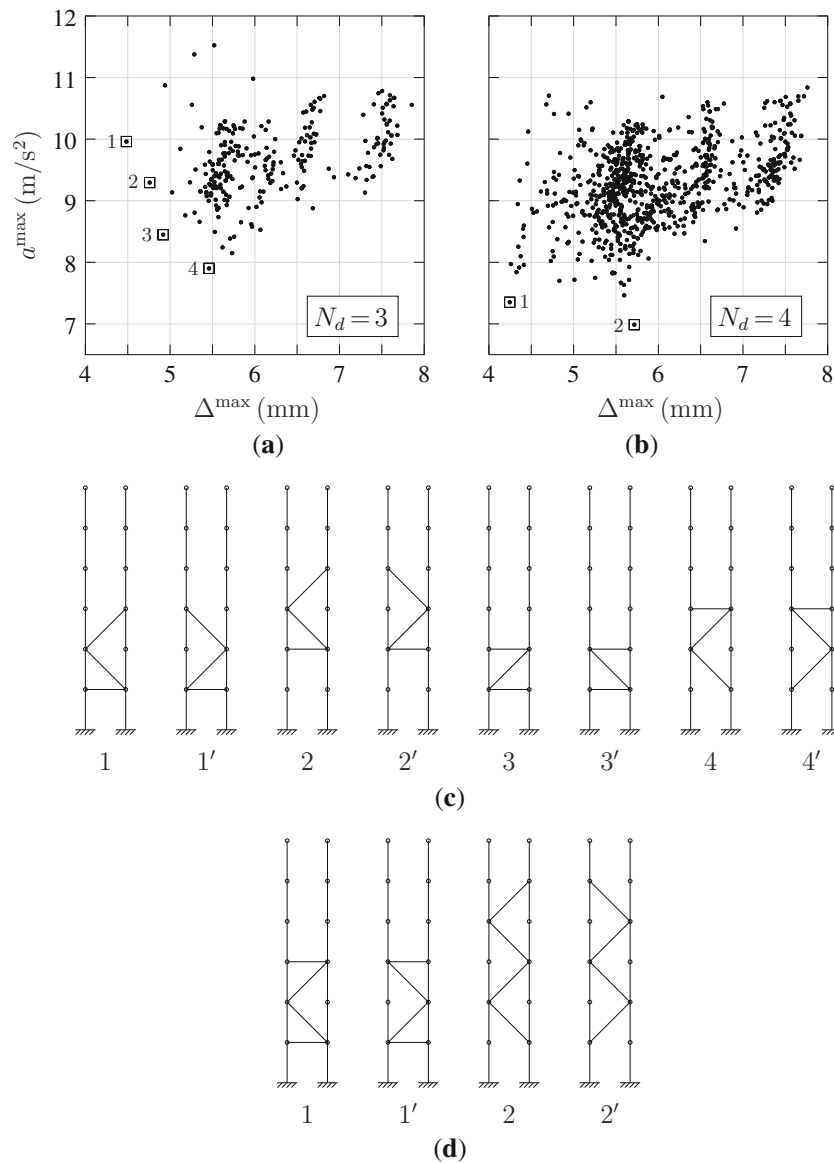 12
11
10
9
8
7
a^max (m/s²)
1
2
3
4
N_d = 3
4 5 6 7 8
Δ^max (mm)
(a)
1
2
N_d = 4
4 5 6 7 8
Δ^max (mm)
(b)
1 1′ 2 2′ 3 3′ 4 4′
(c)
1 1′ 2 2′
(d)